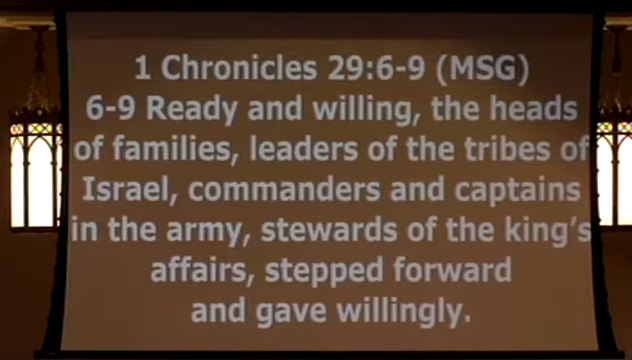 1 Chronicles 29:6-9 (MSG)
6-9 Ready and willing, the heads
of families, leaders of the tribes of
Israel, commanders and captains
in the army, stewards of the king's
affairs, stepped forward
and gave willingly.